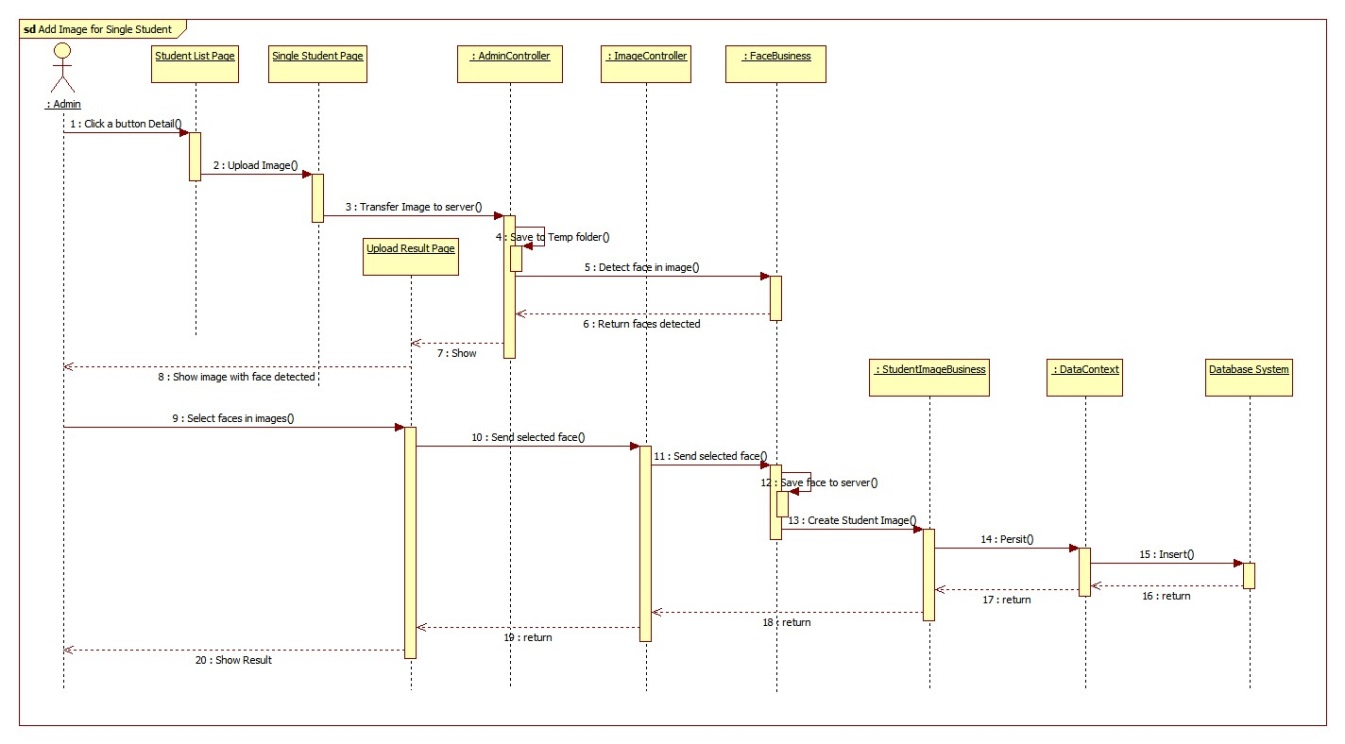 sd Add Image for Single Student
Student List Page
Single Student Page
: AdminController
: ImageController
: FaceBusiness
: Admin
1 : Click a button Detail()
2 : Upload Image()
3 : Transfer Image to server()
4 : Save to Temp folder()
Upload Result Page
5 : Detect face in image()
6 : Return faces detected
7 : Show
8 : Show image with face detected
: StudentImageBusiness
: DataContext
Database System
9 : Select faces in images()
10 : Send selected face()
11 : Send selected face()
12 : Save face to server()
13 : Create Student Image()
14 : Persit()
15 : Insert()
16 : return
17 : return
18 : return
19 : return
20 : Show Result